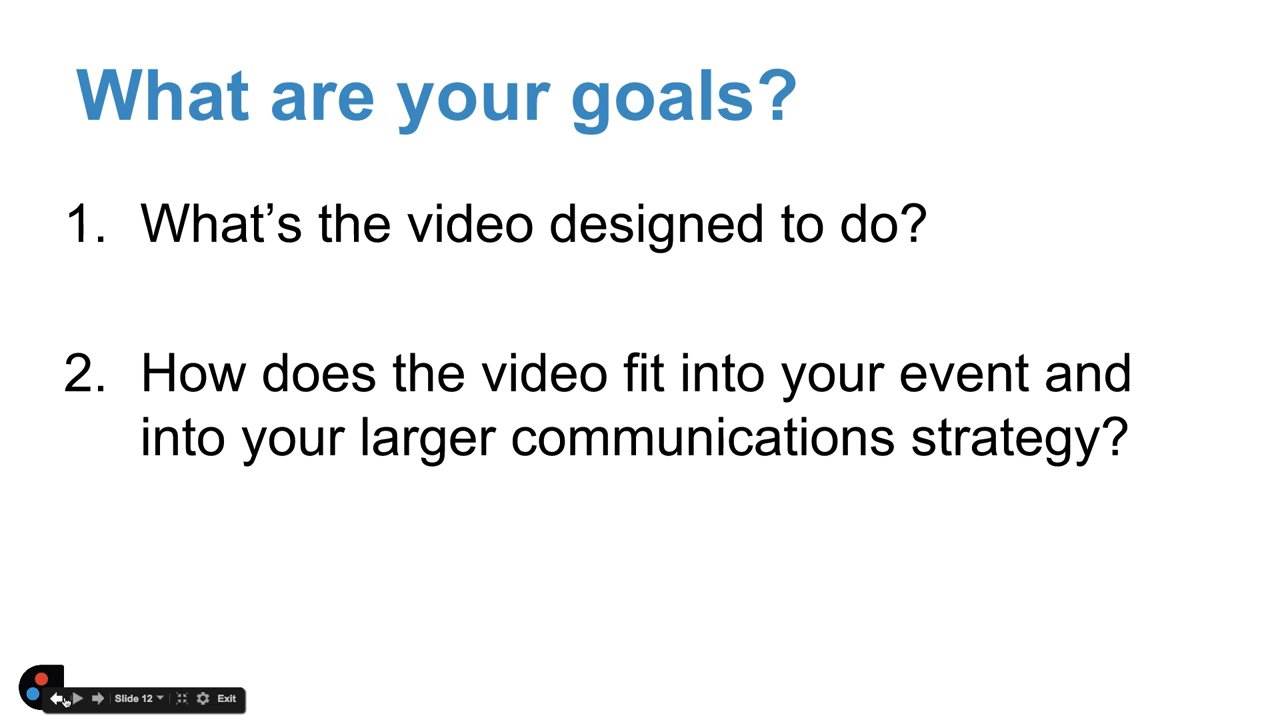 What are your goals?
1. What’s the video designed to do?
2. How does the video fit into your event and
into your larger communications strategy?
Slide 12 Exit